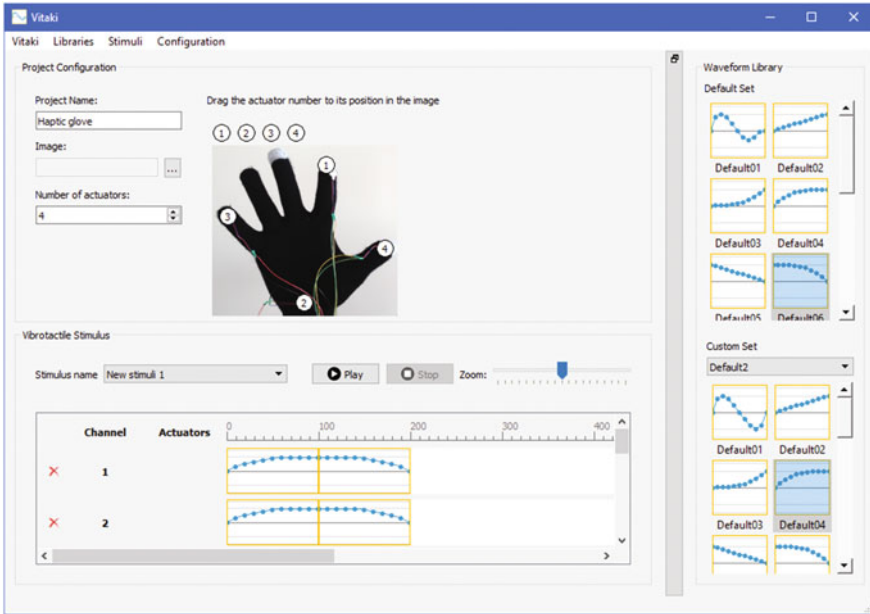 Vitaki
Vitaki Libraries Stimuli Configuration
Project Configuration
Project Name:
Haptic glove
Image:
...
Number of actuators:
4
Drag the actuator number to its position in the image
1 2 3 4
1
3
4
2
Vibrotactile Stimulus
Stimulus name New stimuli 1 Play Stop Zoom:
Channel Actuators 0 100 200 300 400
1
2
Waveform Library
Default Set
Default01 Default02
Default03 Default04
Default05 Default06
Custom Set
Default2
Default01 Default02
Default03 Default04